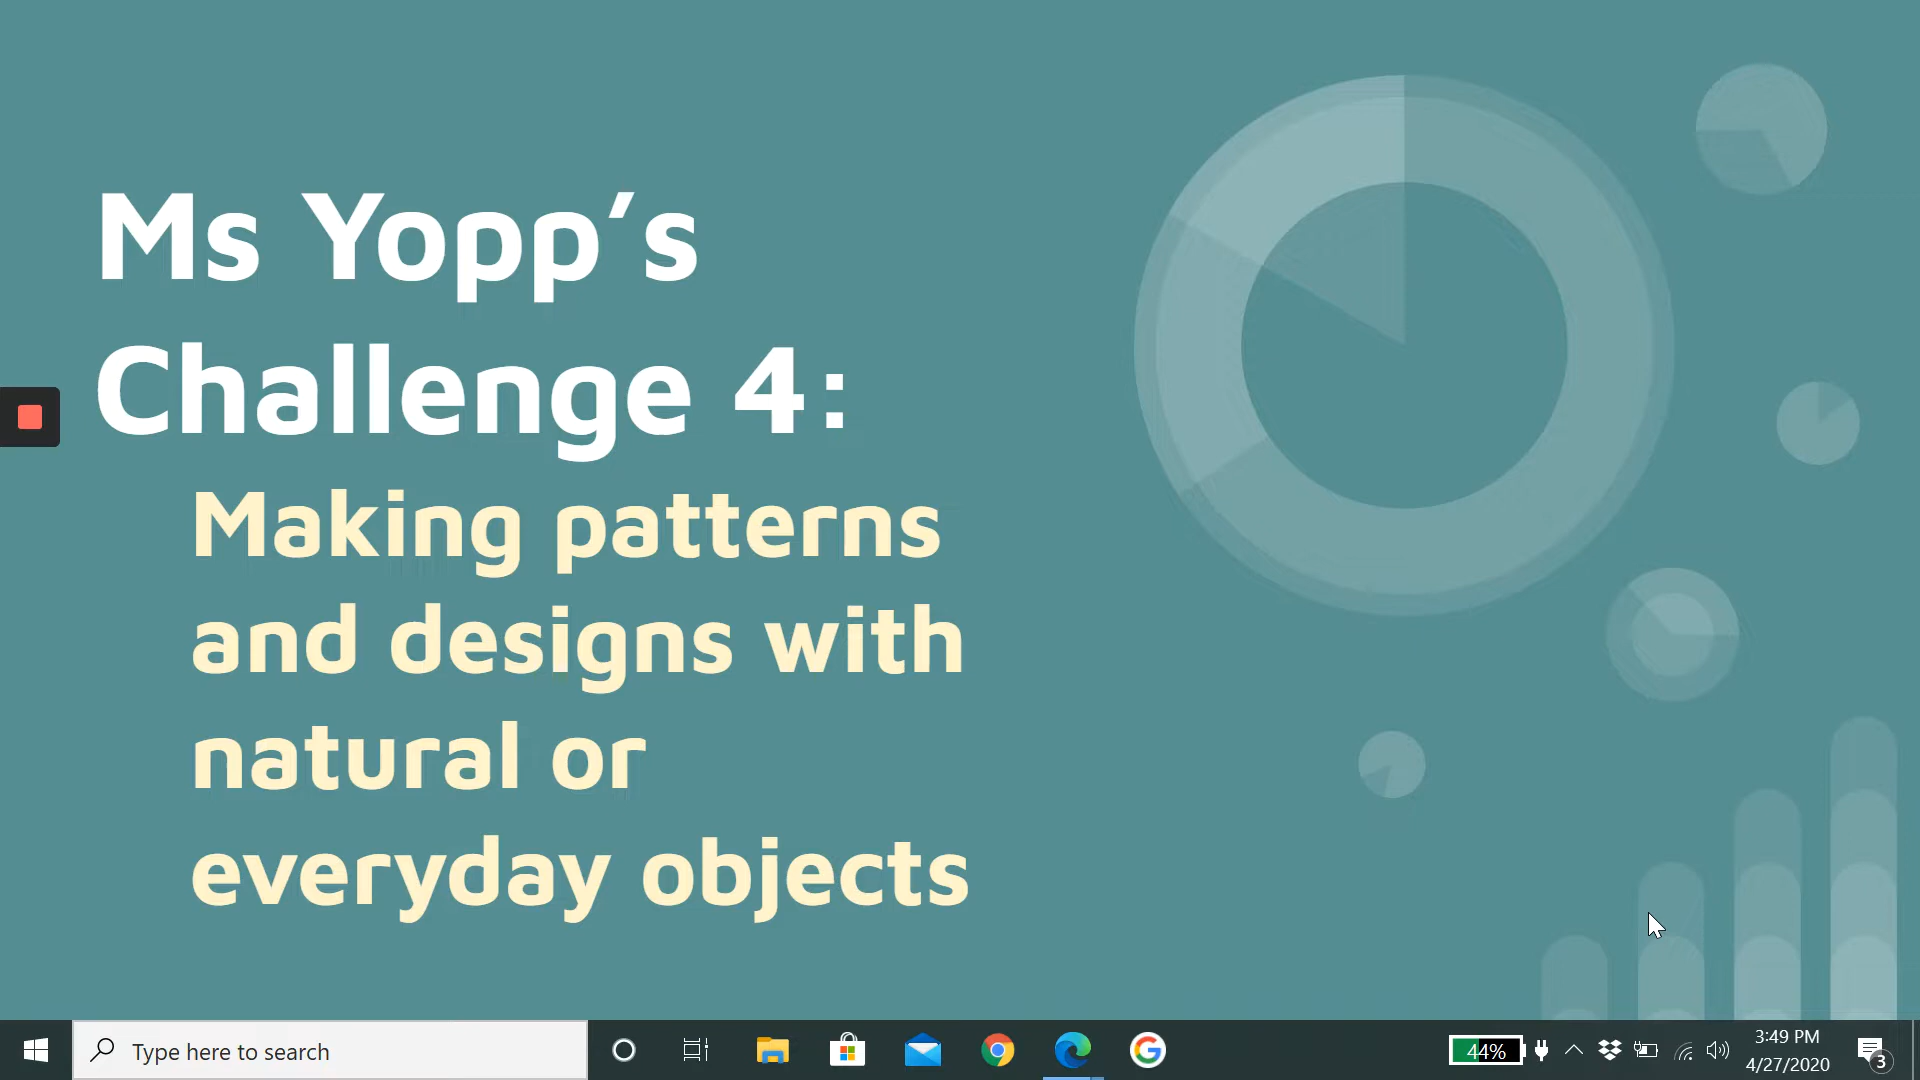 Ms Yopp’s
Challenge 4:
Making patterns
and designs with
natural or
everyday objects
Type here to search
44%
3:49 PM
4/27/2020
3